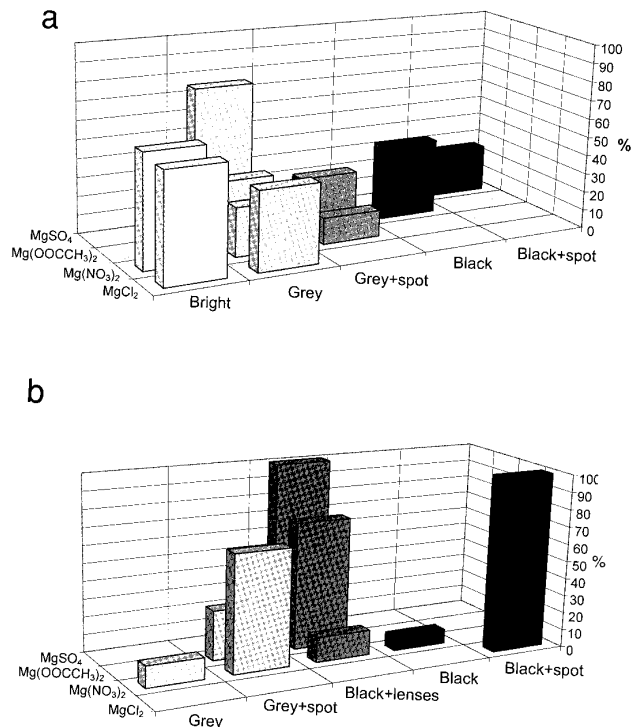 a
100
90
80
70
60
50
%
40
30
20
10
0
MgSO₄
Mg(OOCCH₃)₂
Mg(NO₃)₂
MgCl₂
Bright
Grey
Grey+spot
Black
Black+spot
b
100
90
80
70
60
%
50
40
30
20
10
0
MgSO₄
Mg(OOCCH₃)₂
Mg(NO₃)₂
MgCl₂
Grey
Grey+spot
Black+lenses
Black
Black+spot